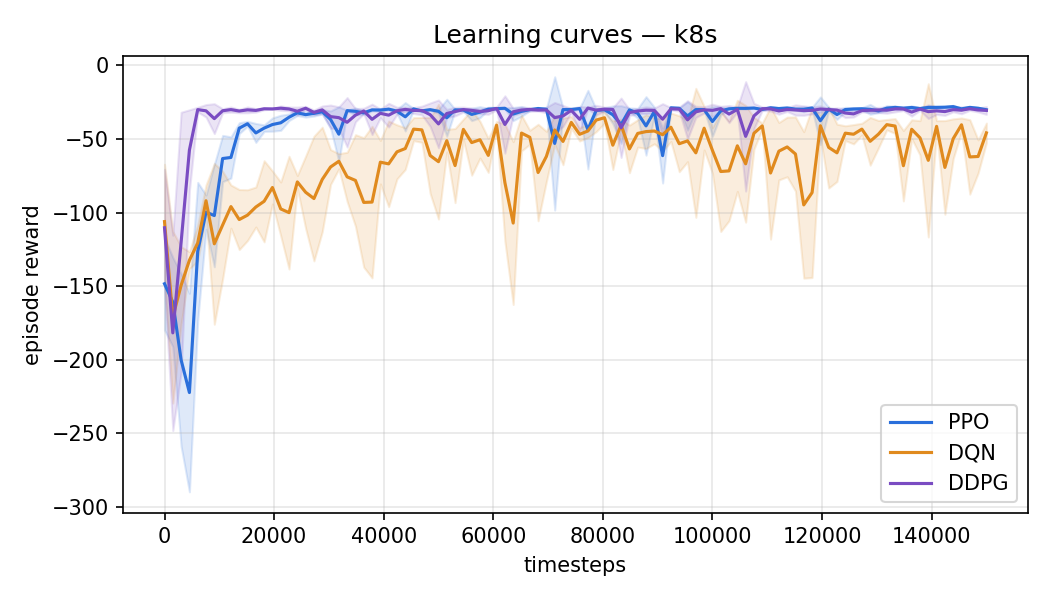 Learning curves — k8s
episode reward
0
−50
−100
−150
−200
−250
−300
0 20000 40000 60000 80000 100000 120000 140000
timesteps
PPO
DQN
DDPG